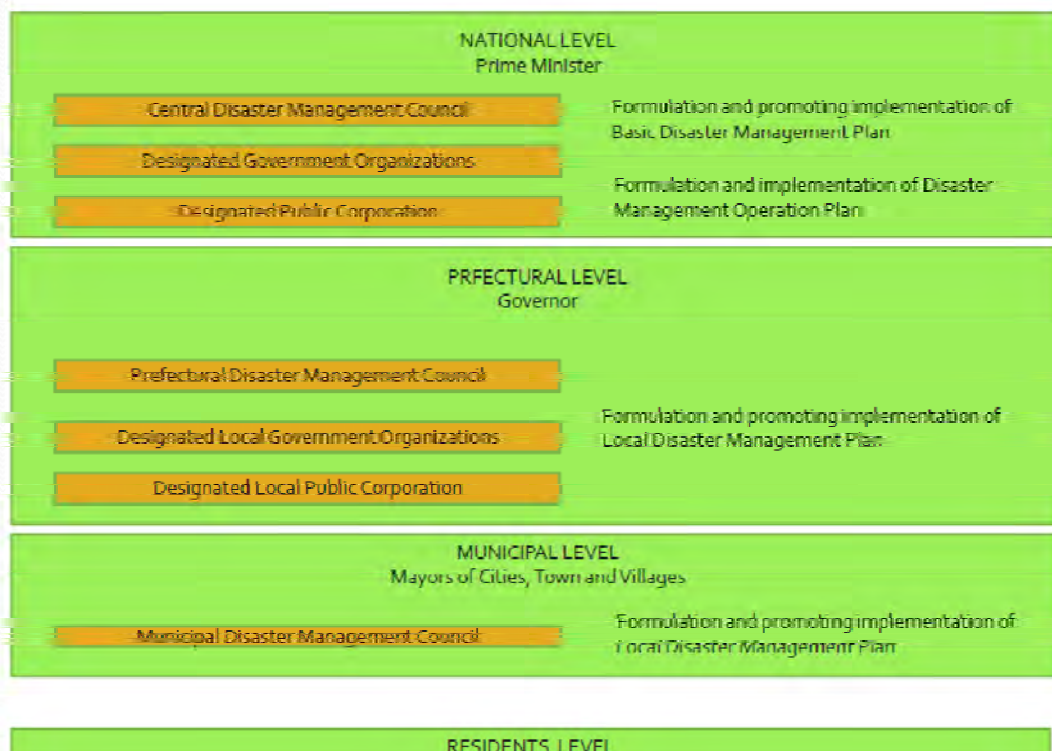 NATIONAL LEVEL
Prime Minister
Central Disaster Management Council
Designated Government Organizations
Designated Public Corporation
Formulation and promoting implementation of
Basic Disaster Management Plan
Formulation and implementation of Disaster
Management Operation Plan
PRFECTURAL LEVEL
Governor
Prefectural Disaster Management Council
Designated Local Government Organizations
Designated Local Public Corporation
Formulation and promoting implementation of
Local Disaster Management Plan
MUNICIPAL LEVEL
Mayors of Cities, Town and Villages
Municipal Disaster Management Council
Formulation and promoting implementation of
Local Disaster Management Plan
RESIDENTS LEVEL